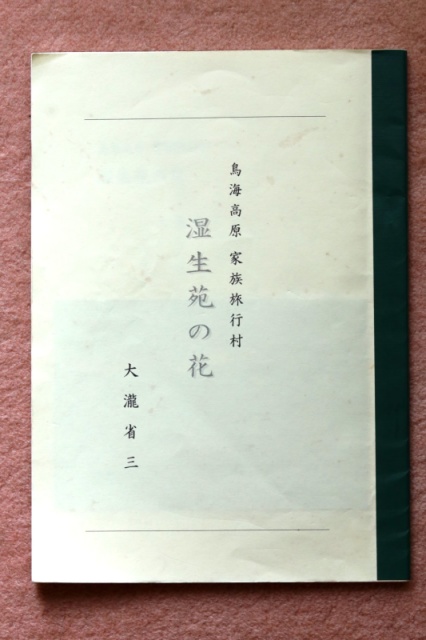 鳥海高原 家族旅行村
湿生苑の花
大瀧省三